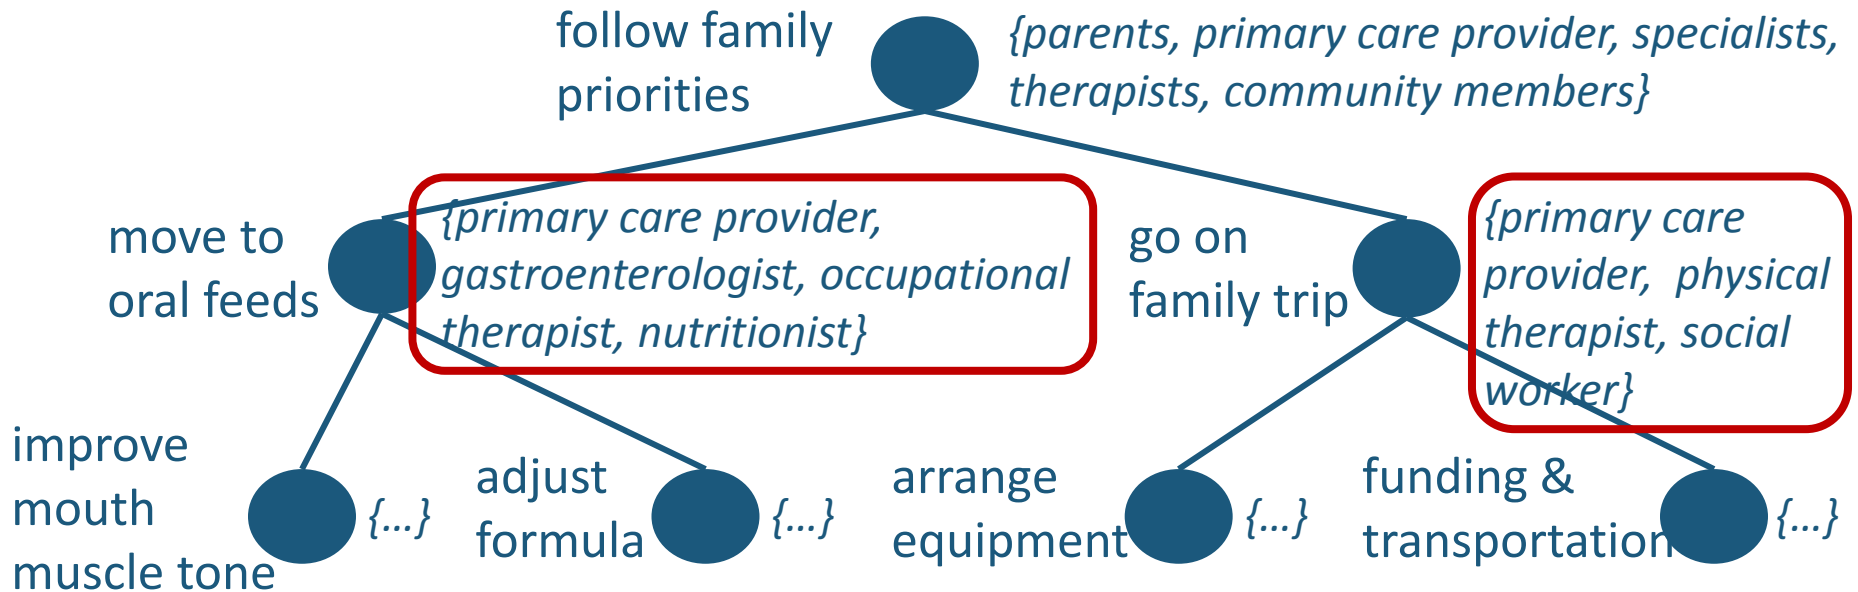 follow family
priorities
{parents, primary care provider, specialists,
therapists, community members}
move to
oral feeds
{primary care provider,
gastroenterologist, occupational
therapist, nutritionist}
go on
family trip
{primary care
provider, physical
therapist, social
worker}
improve
mouth
muscle tone
{...}
adjust
formula
{...}
arrange
equipment
{...}
funding &
transportation
{...}